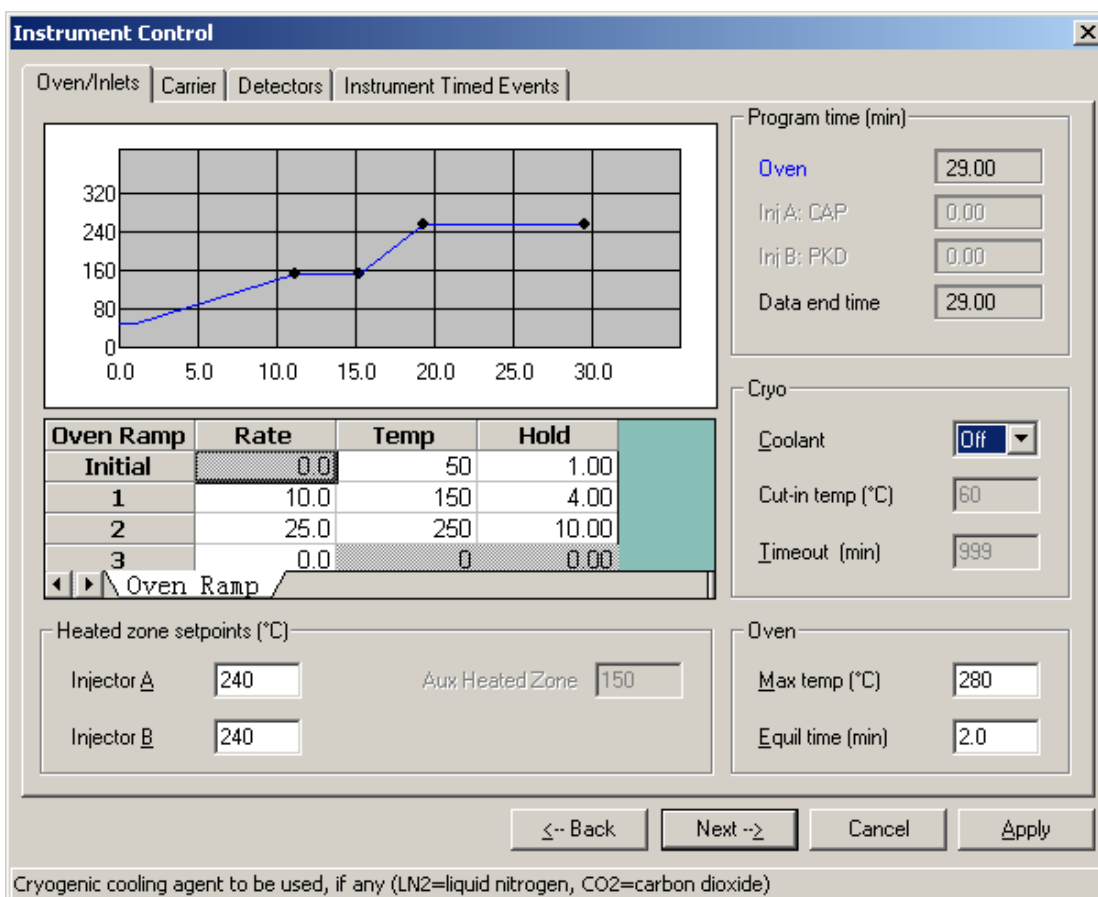 Instrument Control
Oven/Inlets Carrier Detectors Instrument Timed Events
320
240
160
80
0
0.0 5.0 10.0 15.0 20.0 25.0 30.0
Oven Ramp Rate Temp Hold
Initial 0.0 50 1.00
1 10.0 150 4.00
2 25.0 250 10.00
3 0.0 0 0.00
Oven Ramp
Program time (min)
Oven 29.00
Inj A: CAP 0.00
Inj B: PKD 0.00
Data end time 29.00
Cryo
Coolant Off
Cut-in temp (°C) 60
Timeout (min) 999
Heated zone setpoints (°C)
Injector A 240 Aux Heated Zone 150
Injector B 240
Oven
Max temp (°C) 280
Equil time (min) 2.0
<-- Back Next --> Cancel Apply
Cryogenic cooling agent to be used, if any (LN2=liquid nitrogen, CO2=carbon dioxide)